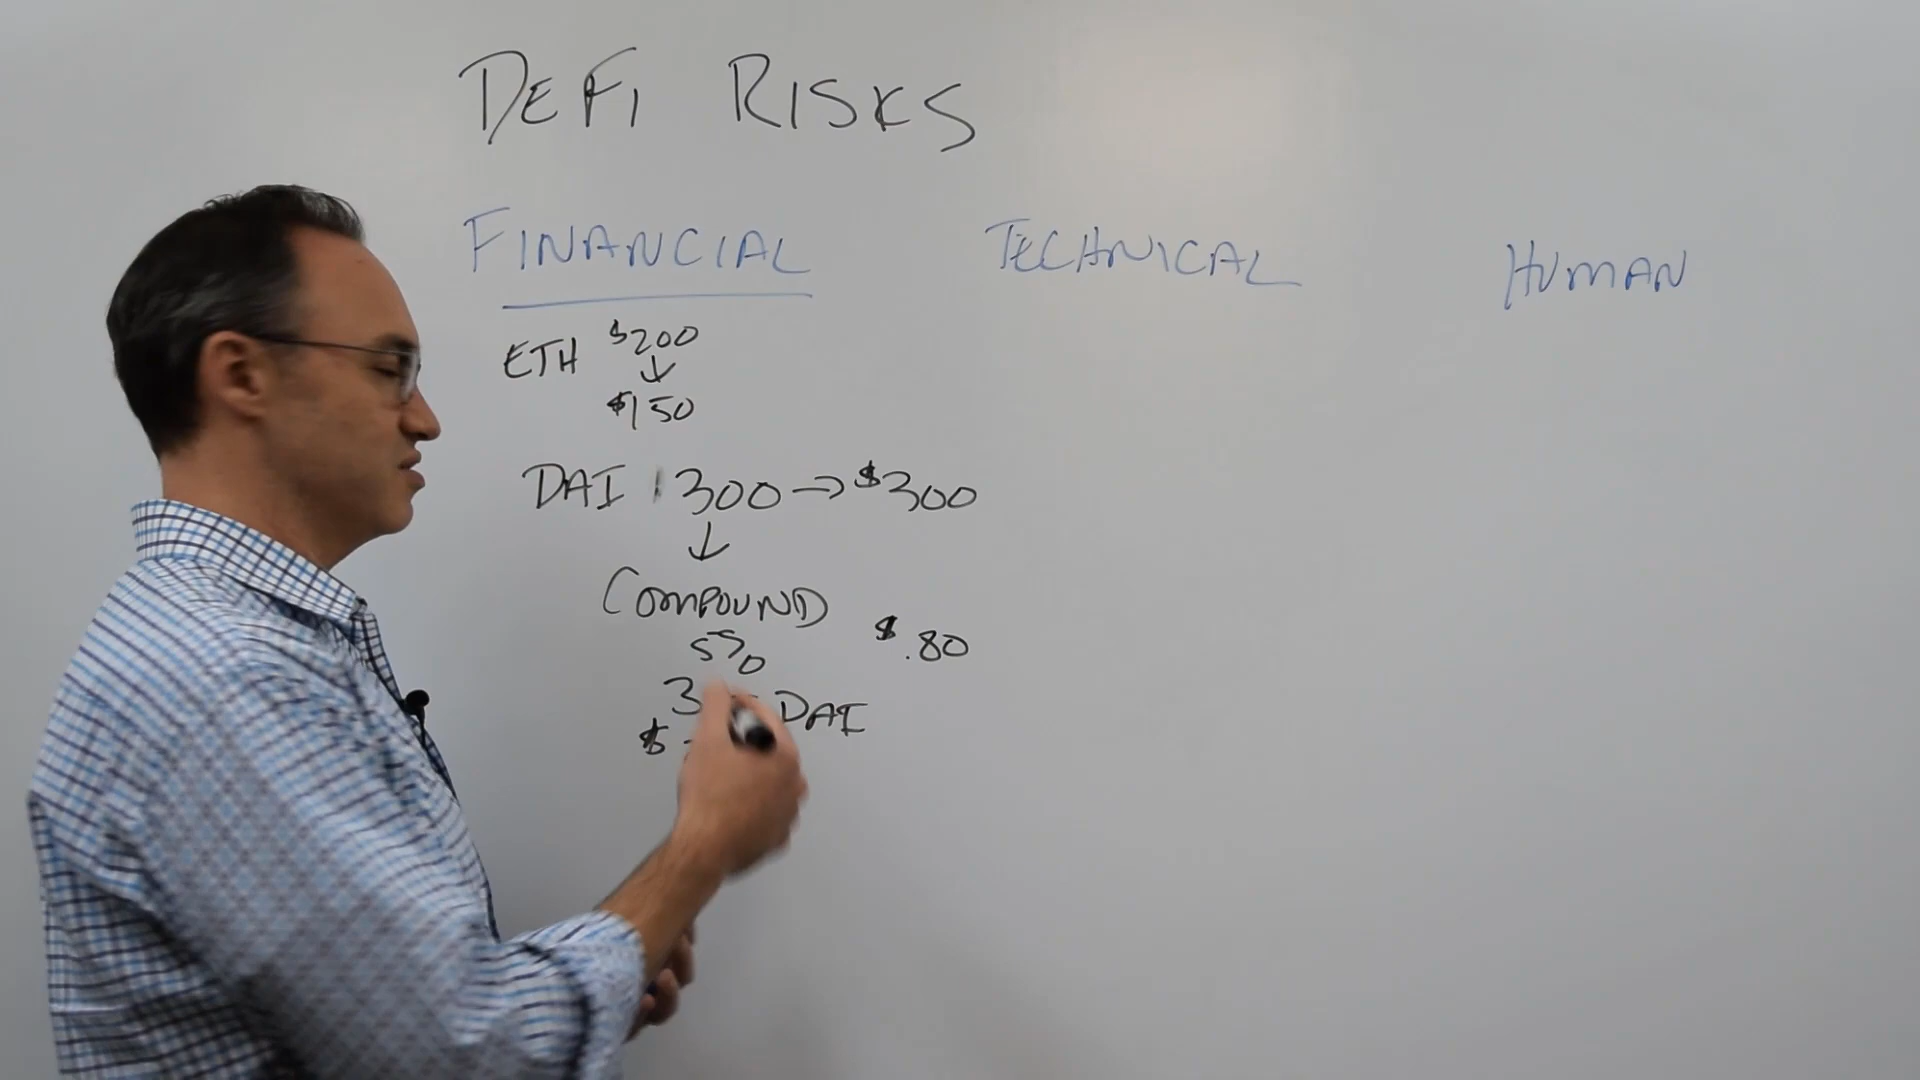 DEFI RISKS
FINANCIAL TECHNICAL HUMAN
ETH $200
↓
$150
DAI 300 → $300
↓
COMPOUND
5%
$.80
DAI
$